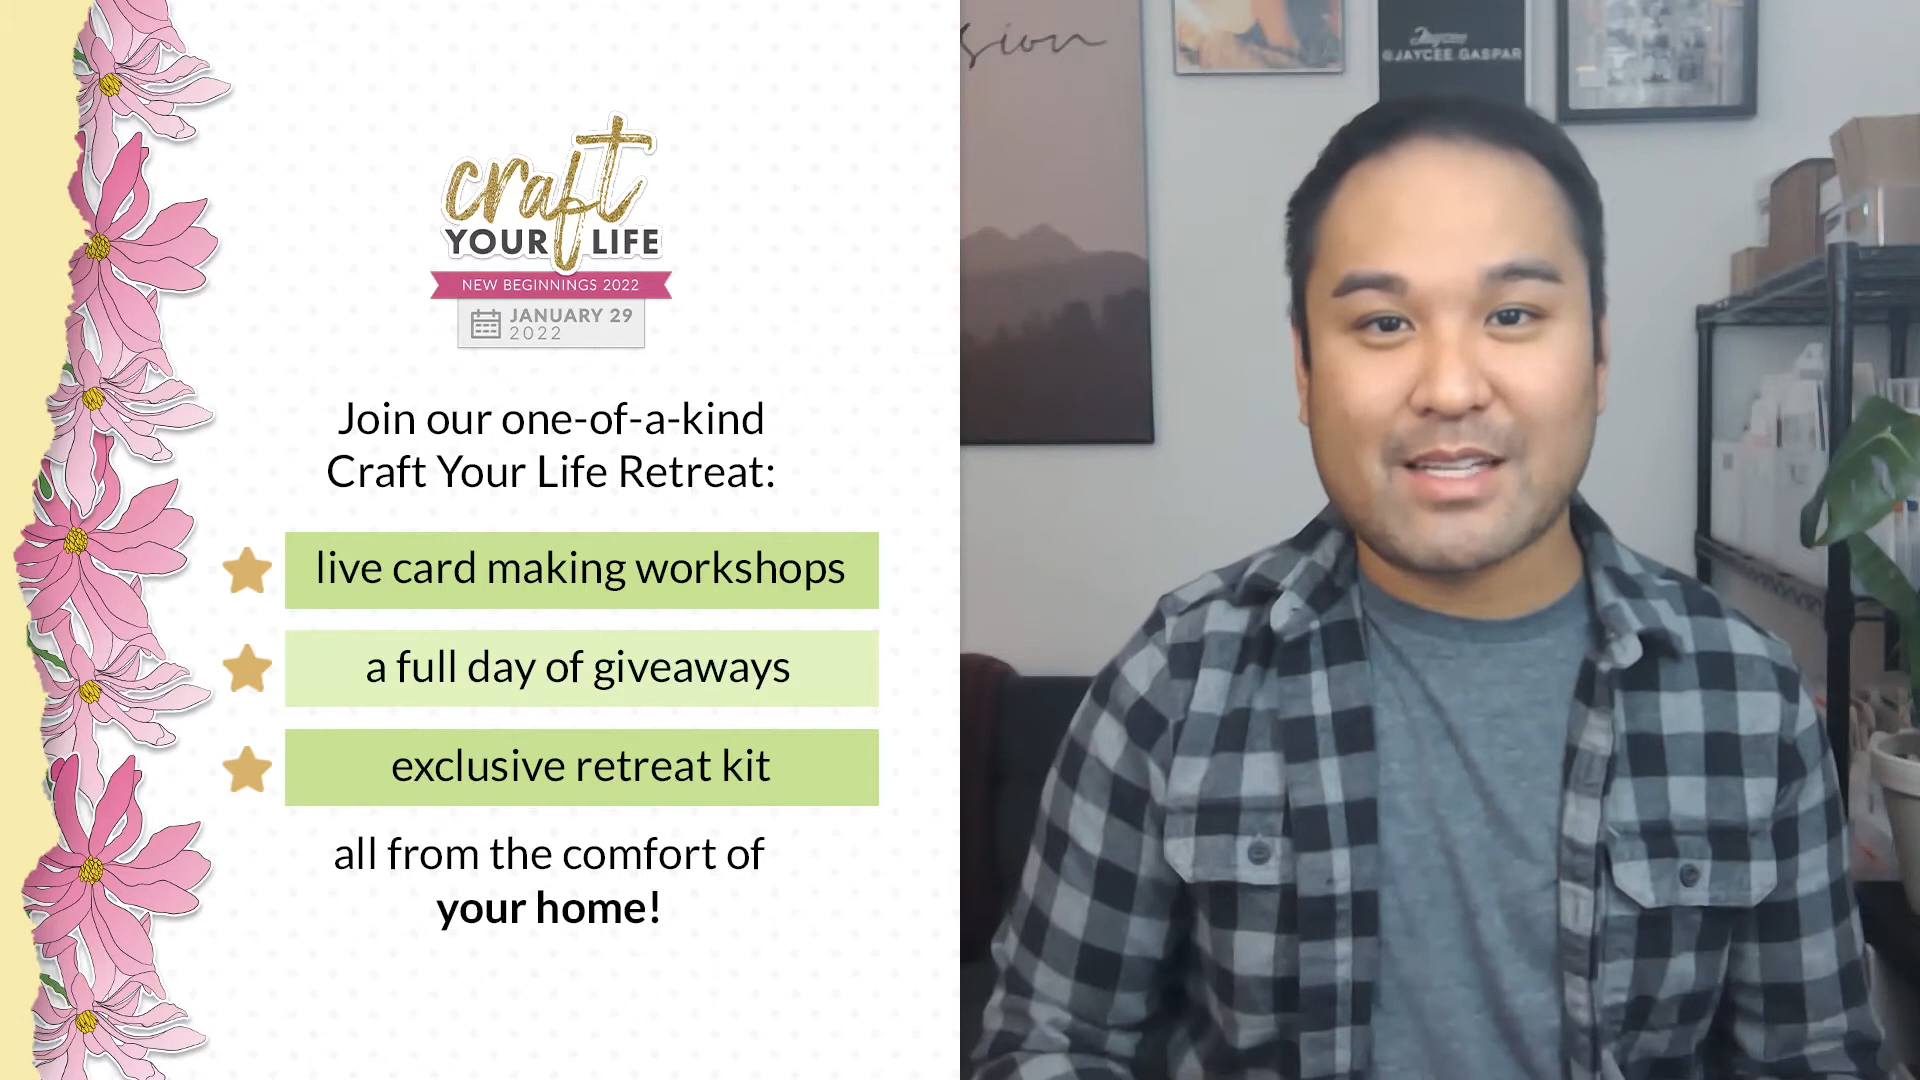 craft
YOUR LIFE
NEW BEGINNINGS 2022
JANUARY 29
2022
Join our one-of-a-kind
Craft Your Life Retreat:
live card making workshops
a full day of giveaways
exclusive retreat kit
all from the comfort of
your home!
sion
Jaycee
@JAYCEE.GASPAR